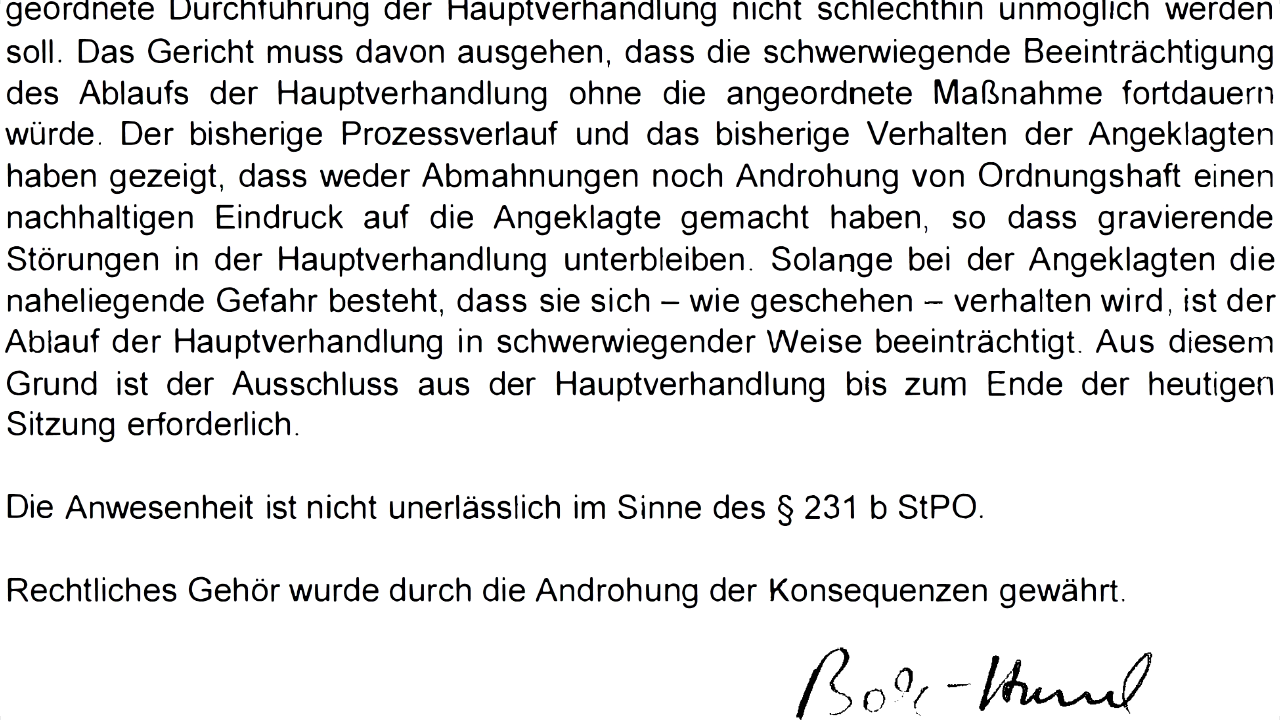 geordnete Durchführung der Hauptverhandlung nicht schlechthin unmöglich werden
soll. Das Gericht muss davon ausgehen, dass die schwerwiegende Beeinträchtigung
des Ablaufs der Hauptverhandlung ohne die angeordnete Maßnahme fortdauern
würde. Der bisherige Prozessverlauf und das bisherige Verhalten der Angeklagten
haben gezeigt, dass weder Abmahnungen noch Androhung von Ordnungshaft einen
nachhaltigen Eindruck auf die Angeklagte gemacht haben, so dass gravierende
Störungen in der Hauptverhandlung unterbleiben. Solange bei der Angeklagten die
naheliegende Gefahr besteht, dass sie sich – wie geschehen – verhalten wird, ist der
Ablauf der Hauptverhandlung in schwerwiegender Weise beeinträchtigt. Aus diesem
Grund ist der Ausschluss aus der Hauptverhandlung bis zum Ende der heutigen
Sitzung erforderlich.
Die Anwesenheit ist nicht unerlässlich im Sinne des § 231 b StPO.
Rechtliches Gehör wurde durch die Androhung der Konsequenzen gewährt.